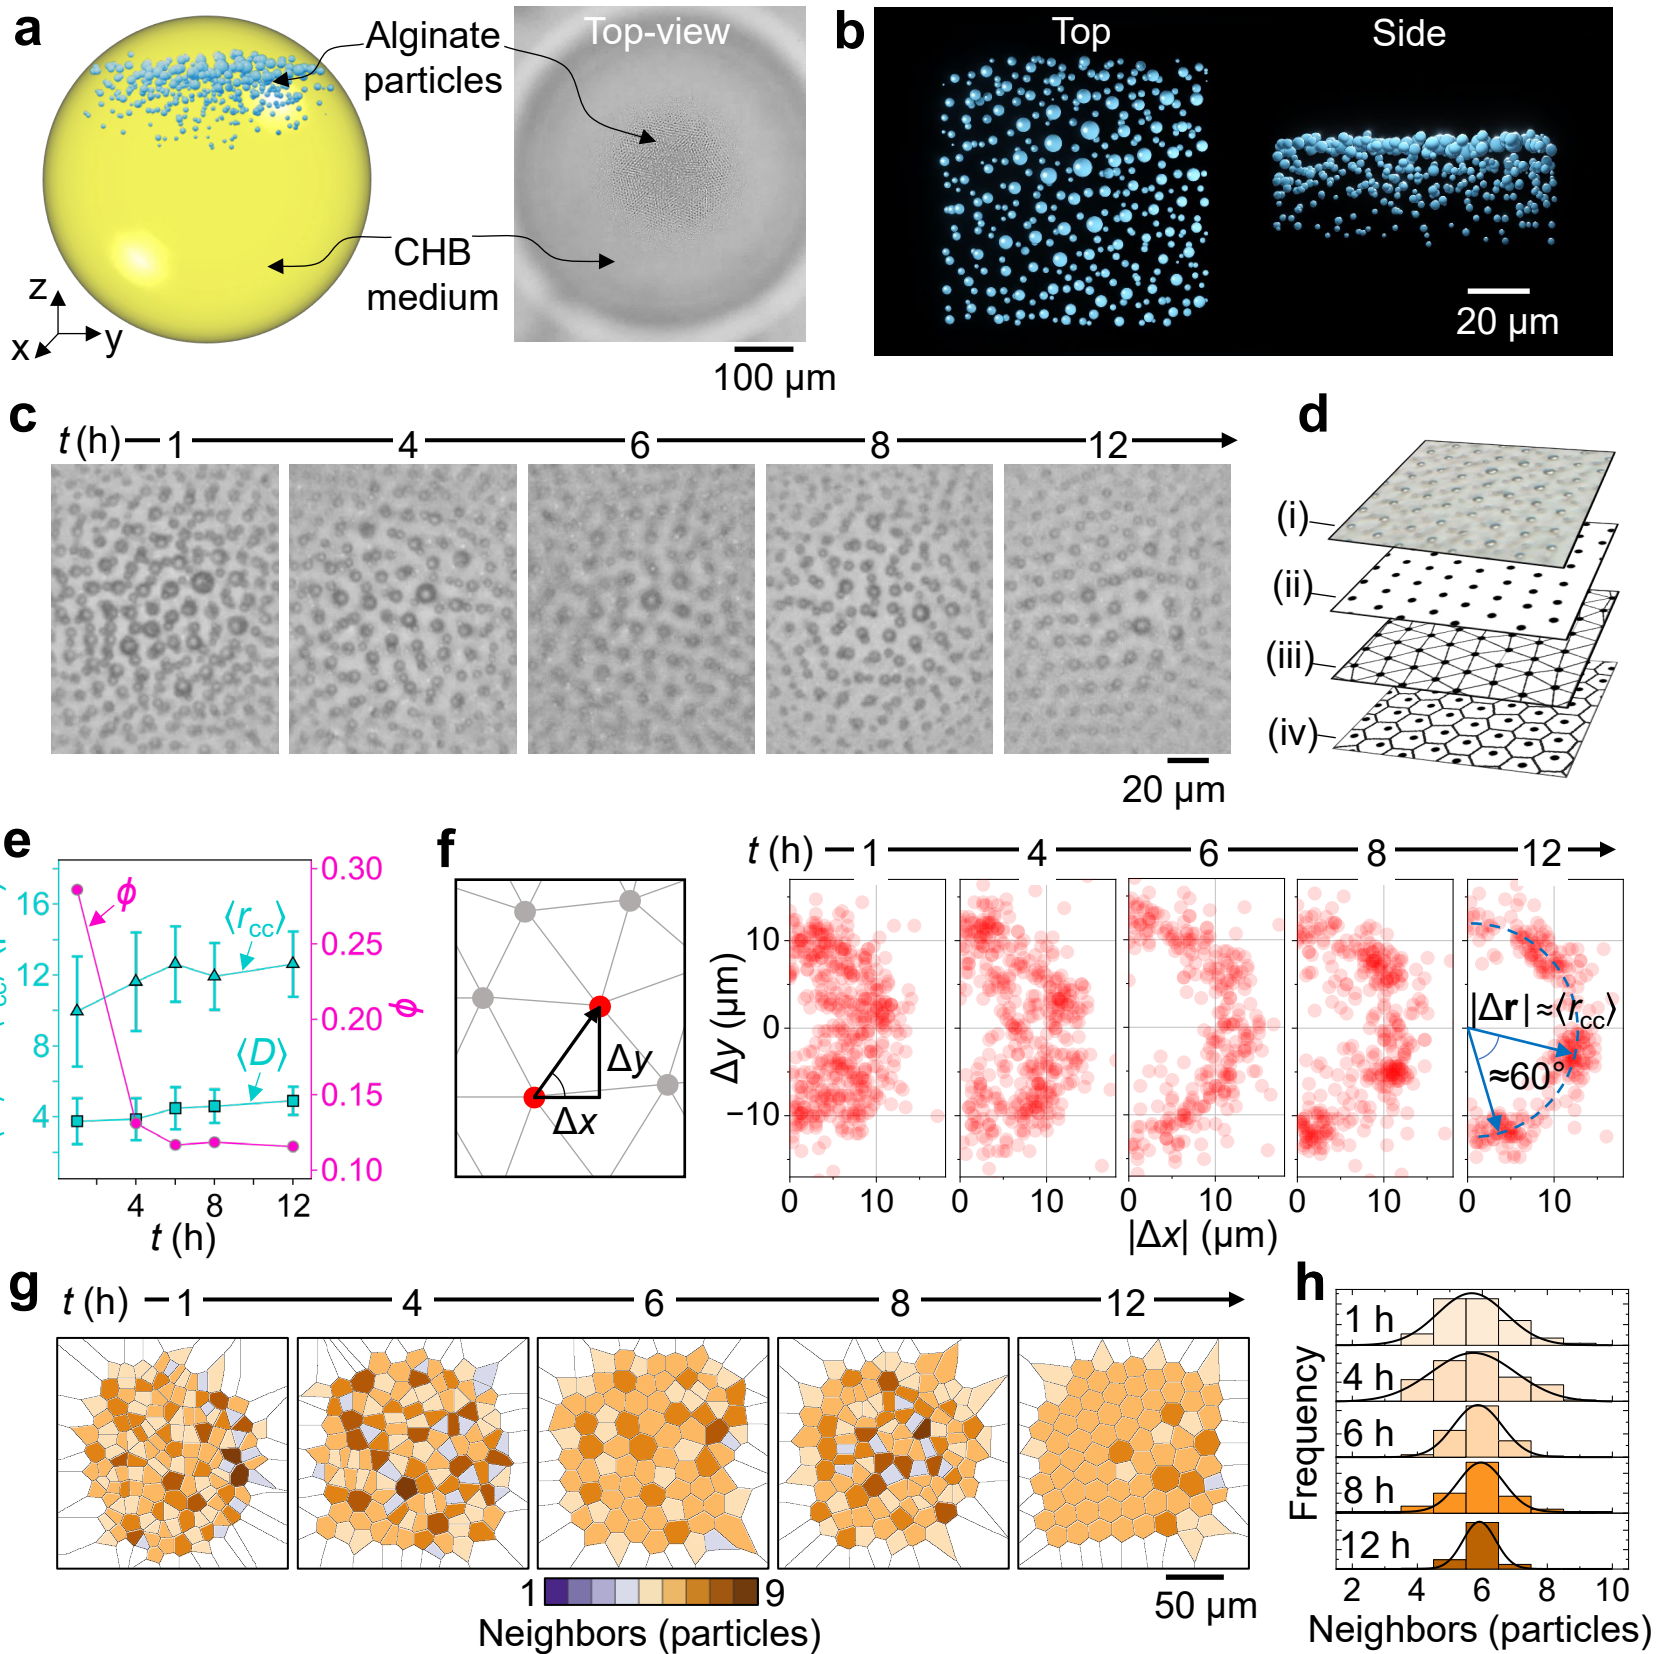 a
Alginate
particles
Top-view
CHB
medium
z
y
x
100 µm
b
Top
Side
20 µm
c
t (h)
1
4
6
8
12
20 µm
d
(i)
(ii)
(iii)
(iv)
e
16
12
8
4
ϕ
⟨rcc⟩
⟨D⟩
0.30
0.25
0.20
0.15
0.10
ϕ
4
8
12
t (h)
f
Δy
Δx
t (h)
1
4
6
8
12
Δy (µm)
10
0
−10
|Δr| ≈⟨rcc⟩
≈60°
0
10
0
10
0
10
0
10
0
10
|Δx| (µm)
g
t (h)
1
4
6
8
12
1
9
Neighbors (particles)
50 µm
h
Frequency
1 h
4 h
6 h
8 h
12 h
2
4
6
8
10
Neighbors (particles)